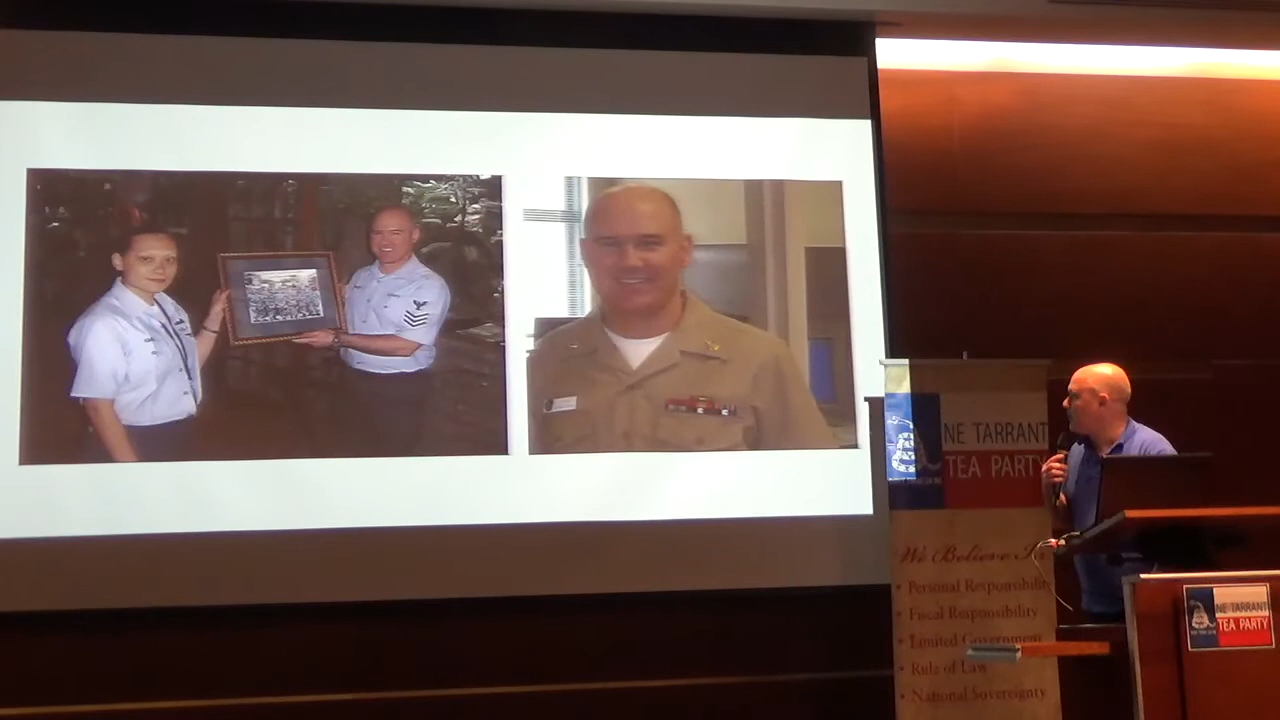 NE TARRANT
TEA PARTY
We Believe In
• Personal Responsibility
• Fiscal Responsibility
• Limited Government
• Rule of Law
• National Sovereignty
NE TARRANT
TEA PARTY